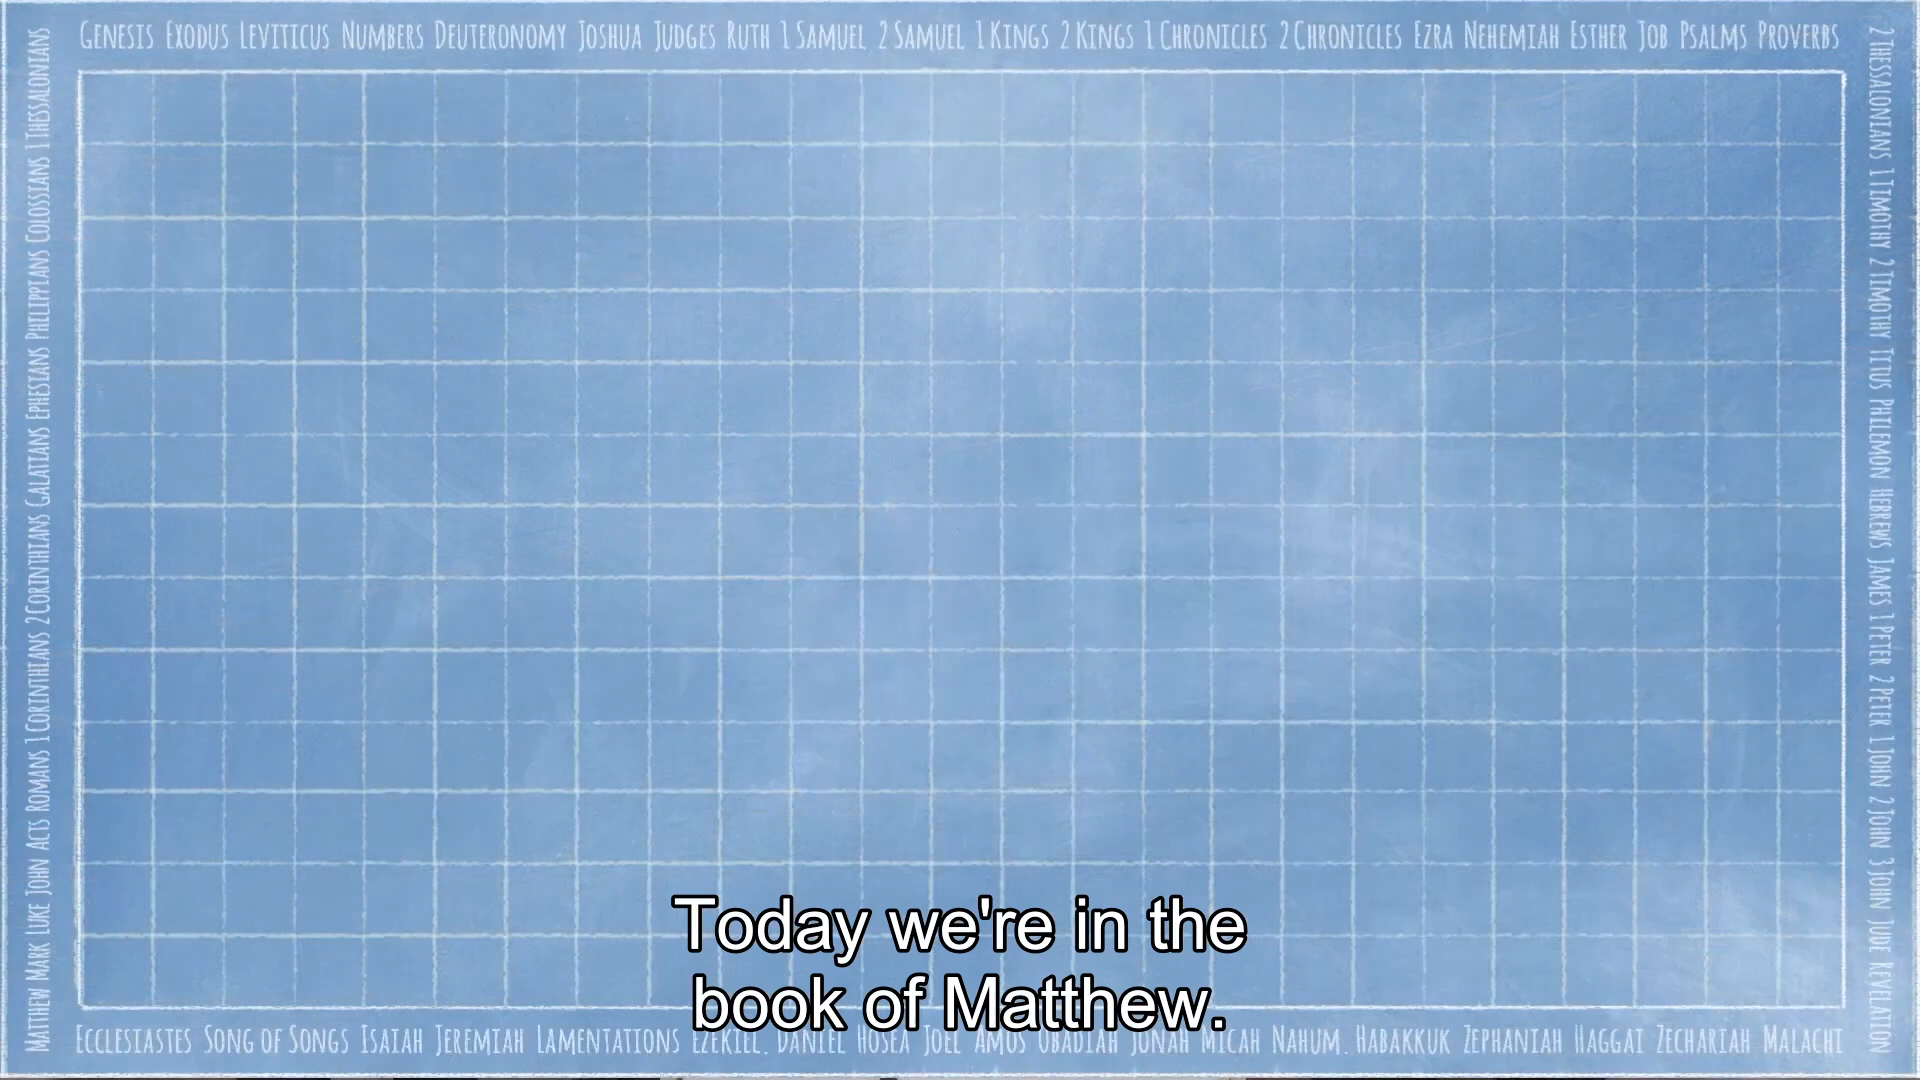 Genesis Exodus Leviticus Numbers Deuteronomy Joshua Judges Ruth 1 Samuel 2 Samuel 1 Kings 2 Kings 1 Chronicles 2 Chronicles Ezra Nehemiah Esther Job Psalms Proverbs
Matthew Mark Luke John Acts Romans 1 Corinthians 2 Corinthians Galatians Ephesians Philippians Colossians 1 Thessalonians
2 Thessalonians 1 Timothy 2 Timothy Titus Philemon Hebrews James 1 Peter 2 Peter 1 John 2 John 3 John Jude Revelation
Today we're in the
book of Matthew.
Ecclesiastes Song of Songs Isaiah Jeremiah Lamentations Ezekiel. Daniel Hosea Joel Amos Obadiah Jonah Micah Nahum. Habakkuk Zephaniah Haggai Zechariah Malachi